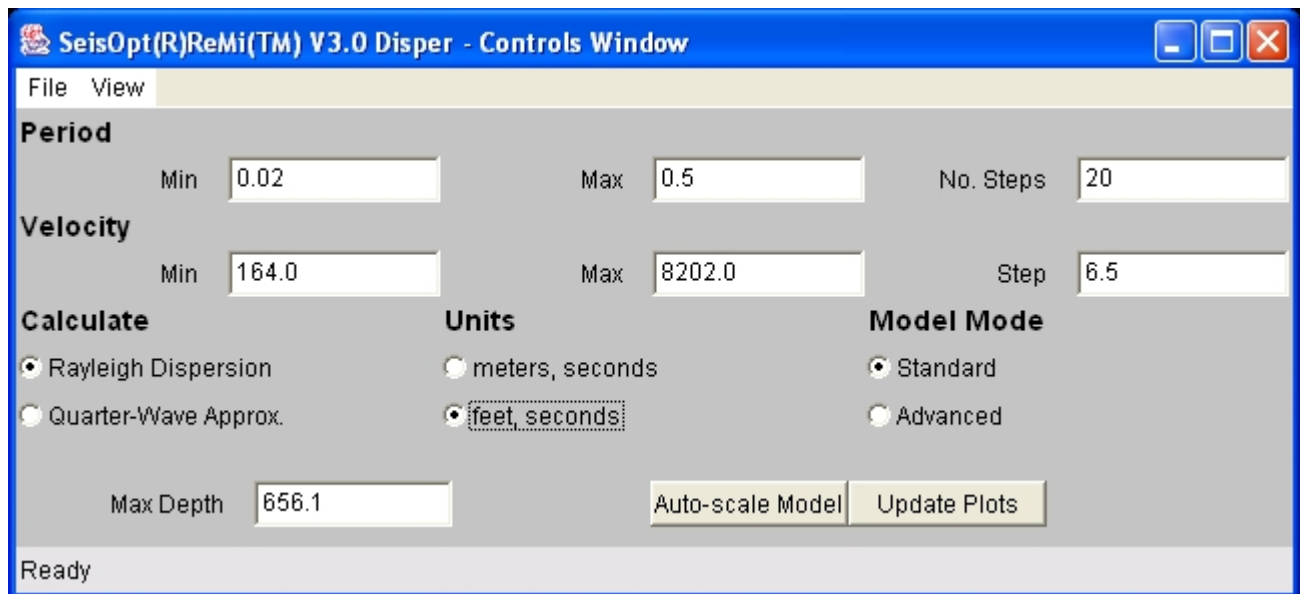 SeisOpt(R)ReMi(TM) V3.0 Disper - Controls Window
File View
Period
Min 0.02 Max 0.5 No. Steps 20
Velocity
Min 164.0 Max 8202.0 Step 6.5
Calculate Units Model Mode
Rayleigh Dispersion meters, seconds Standard
Quarter-Wave Approx. feet, seconds Advanced
Max Depth 656.1 Auto-scale Model Update Plots
Ready